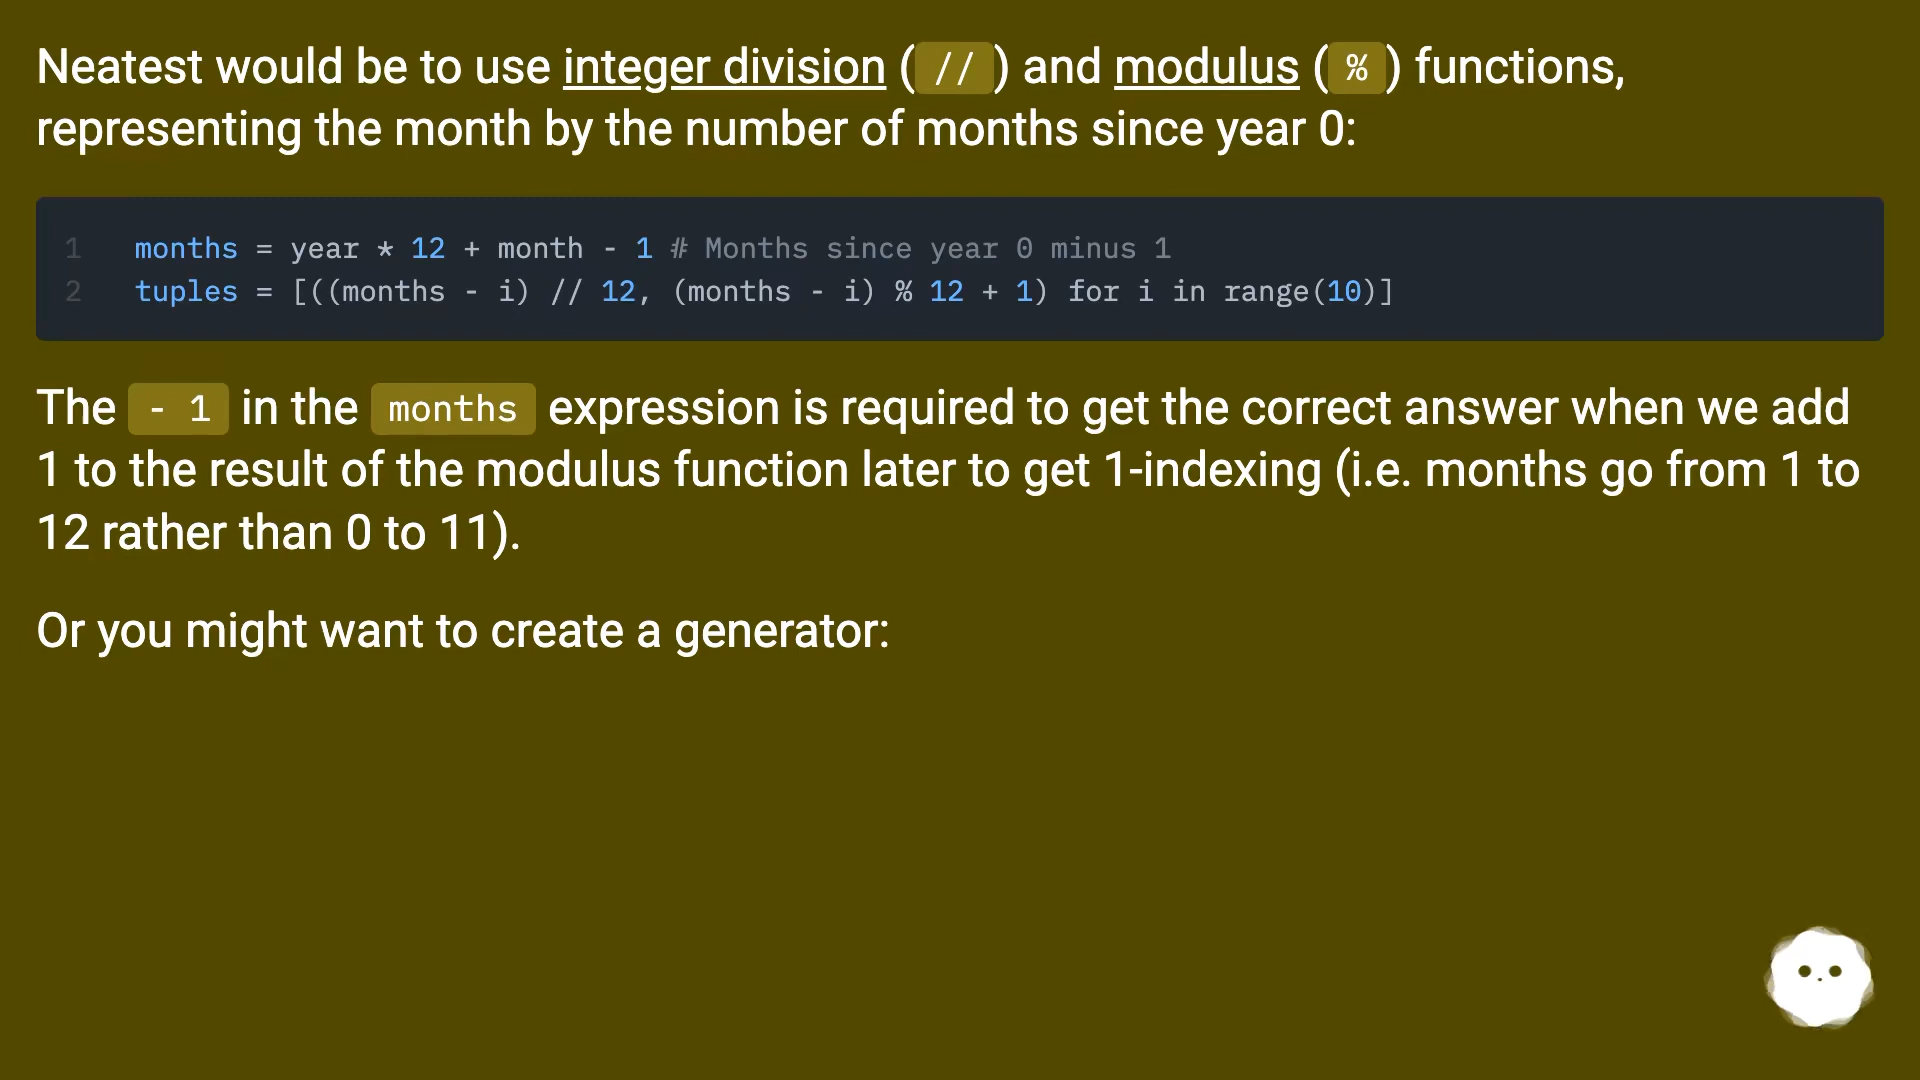 Neatest would be to use integer division ( // ) and modulus ( % ) functions,
representing the month by the number of months since year 0:
1 months = year * 12 + month - 1 # Months since year 0 minus 1
2 tuples = [((months - i) // 12, (months - i) % 12 + 1) for i in range(10)]
The - 1 in the months expression is required to get the correct answer when we add
1 to the result of the modulus function later to get 1-indexing (i.e. months go from 1 to
12 rather than 0 to 11).
Or you might want to create a generator: